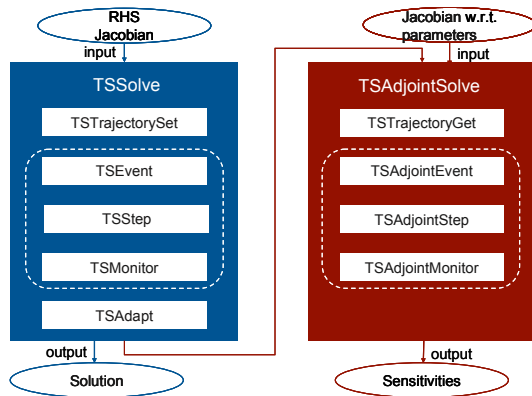 RHS
Jacobian
input
TSSolve
TSTrajectorySet
TSEvent
TSStep
TSMonitor
TSAdapt
output
Solution
Jacobian w.r.t.
parameters
input
TSAdjointSolve
TSTrajectoryGet
TSAdjointEvent
TSAdjointStep
TSAdjointMonitor
output
Sensitivities